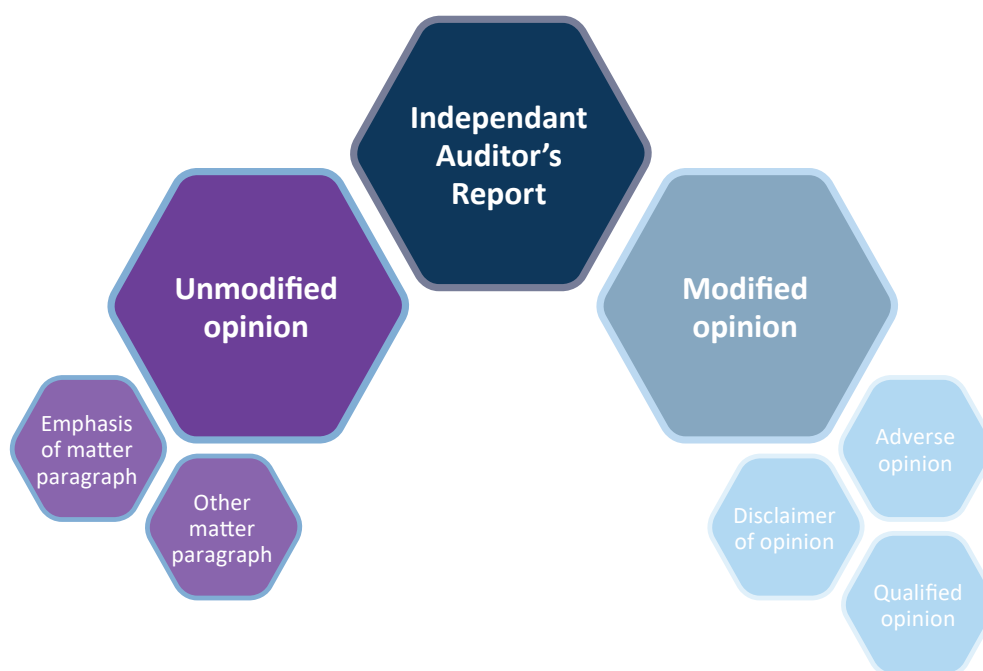 Independant
Auditor’s
Report
Unmodified
opinion
Modified
opinion
Emphasis
of matter
paragraph
Other
matter
paragraph
Adverse
opinion
Disclaimer
of opinion
Qualified
opinion